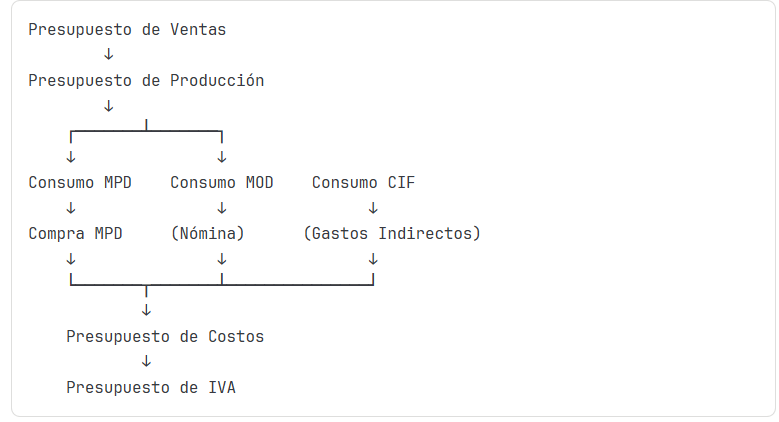 Presupuesto de Ventas
↓
Presupuesto de Producción
↓
↓ ↓
Consumo MPD Consumo MOD Consumo CIF
↓ ↓ ↓
Compra MPD (Nómina) (Gastos Indirectos)
↓ ↓ ↓
↓
Presupuesto de Costos
↓
Presupuesto de IVA